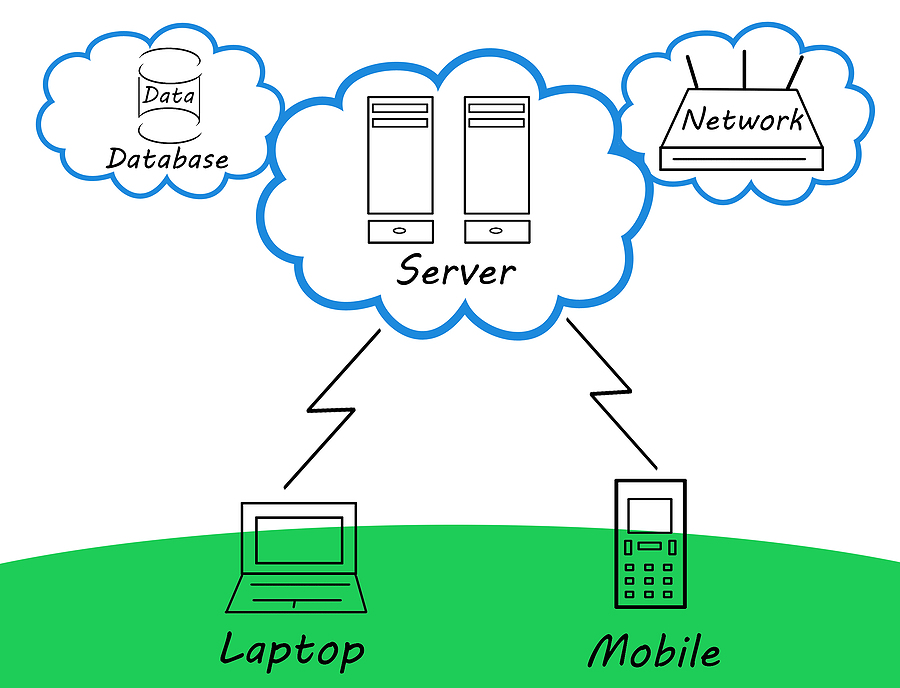 Data
Database
Network
Server
Laptop
Mobile